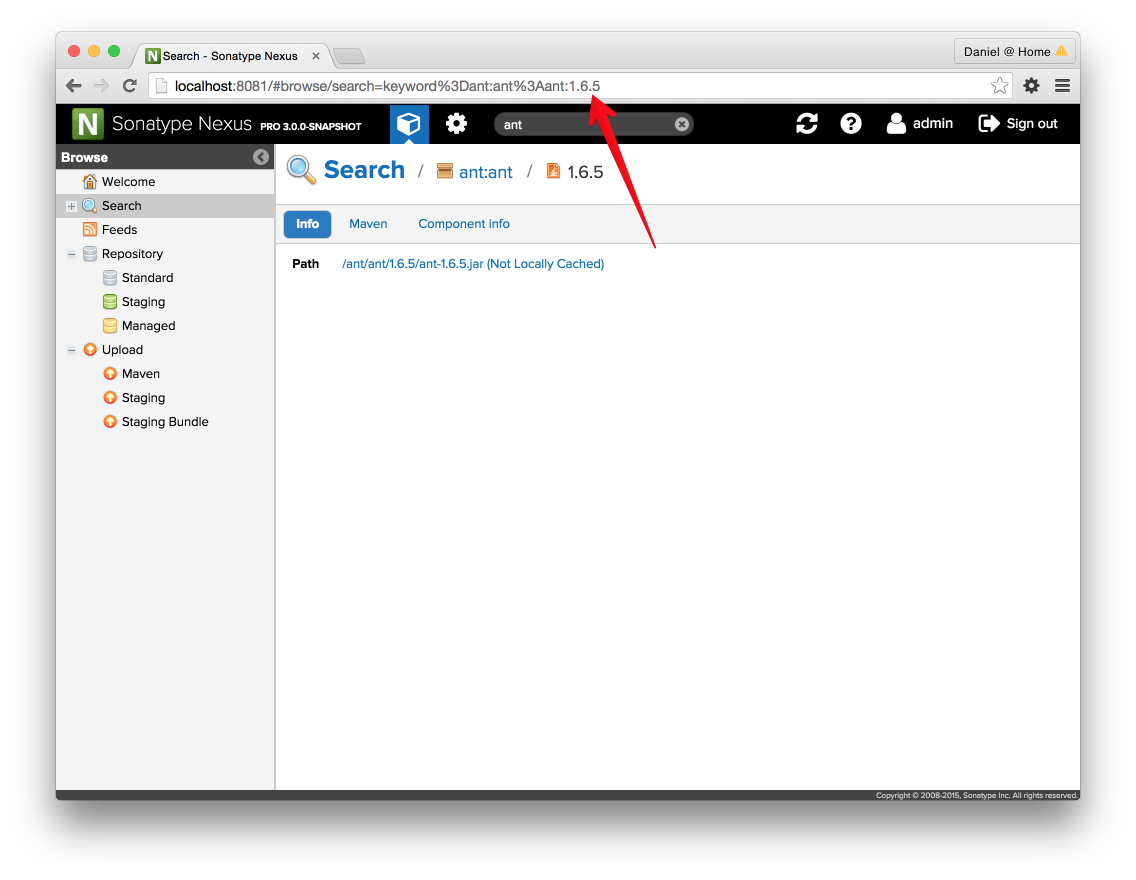 Search - Sonatype Nexus
Daniel @ Home
localhost:8081/#browse/search=keyword%3Dant:ant%3Aant:1.6.5
N Sonatype Nexus PRO 3.0.0-SNAPSHOT
ant
admin
Sign out
Browse
Welcome
Search
Feeds
Repository
Standard
Staging
Managed
Upload
Maven
Staging
Staging Bundle
Search / ant:ant / 1.6.5
Info Maven Component info
Path /ant/ant/1.6.5/ant-1.6.5.jar (Not Locally Cached)
Copyright © 2008-2015, Sonatype Inc. All rights reserved.